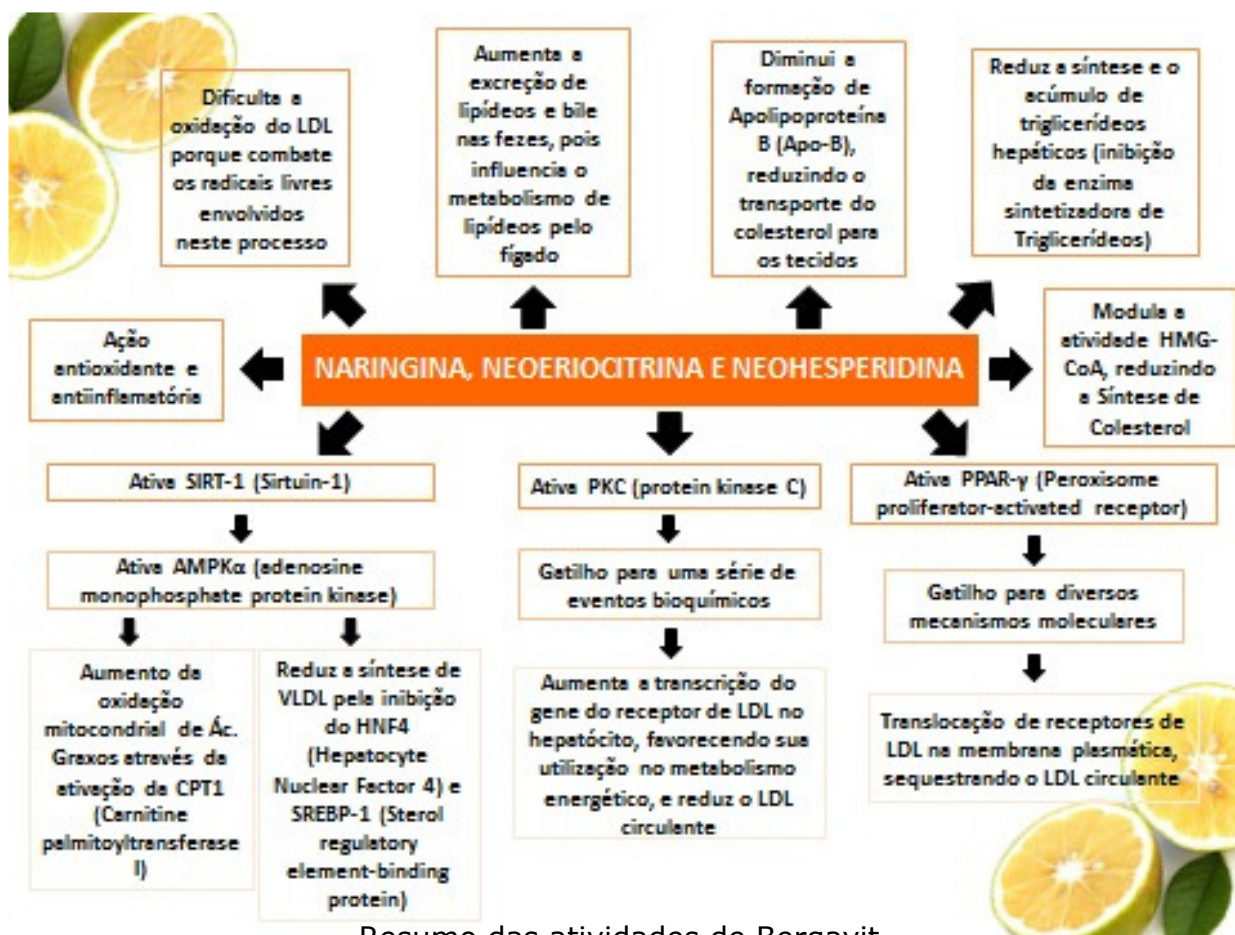 Dificulta a
oxidação do LDL
porque combate
os radicais livres
envolvidos
neste processo
Aumenta a
excreção de
lipídeos e bile
nas fezes, pois
influencia o
metabolismo de
lipídeos pelo
fígado
Diminui a
formação de
Apolipoproteína
B (Apo-B),
reduzindo o
transporte do
colesterol para
os tecidos
Reduz a síntese e o
acúmulo de
triglicerídeos
hepáticos (inibição
da enzima
sintetizadora de
Triglicerídeos)
Ação
antioxidante e
antiinflamatória
NARINGINA, NEOERIOCITRINA E NEOHESPERIDINA
Modula a
atividade HMG-
CoA, reduzindo
a Síntese de
Colesterol
Ativa SIRT-1 (Sirtuin-1)
Ativa AMPKα (adenosine
monophosphate protein kinase)
Aumento da
oxidação
mitocondrial de Ác.
Graxos através da
ativação da CPT1
(Carnitine
palmitoyltransferase
I)
Reduz a síntese de
VLDL pela inibição
do HNF4
(Hepatocyte
Nuclear Factor 4) e
SREBP-1 (Sterol
regulatory
element-binding
protein)
Ativa PKC (protein kinase C)
Gatilho para uma série de
eventos bioquímicos
Aumenta a transcrição do
gene do receptor de LDL no
hepatócito, favorecendo sua
utilização no metabolismo
energético, e reduz o LDL
circulante
Ativa PPAR-γ (Peroxisome
proliferator-activated receptor)
Gatilho para diversos
mecanismos moleculares
Translocação de receptores de
LDL na membrana plasmática,
sequestrando o LDL circulante
Resumo das atividades do Bergavit